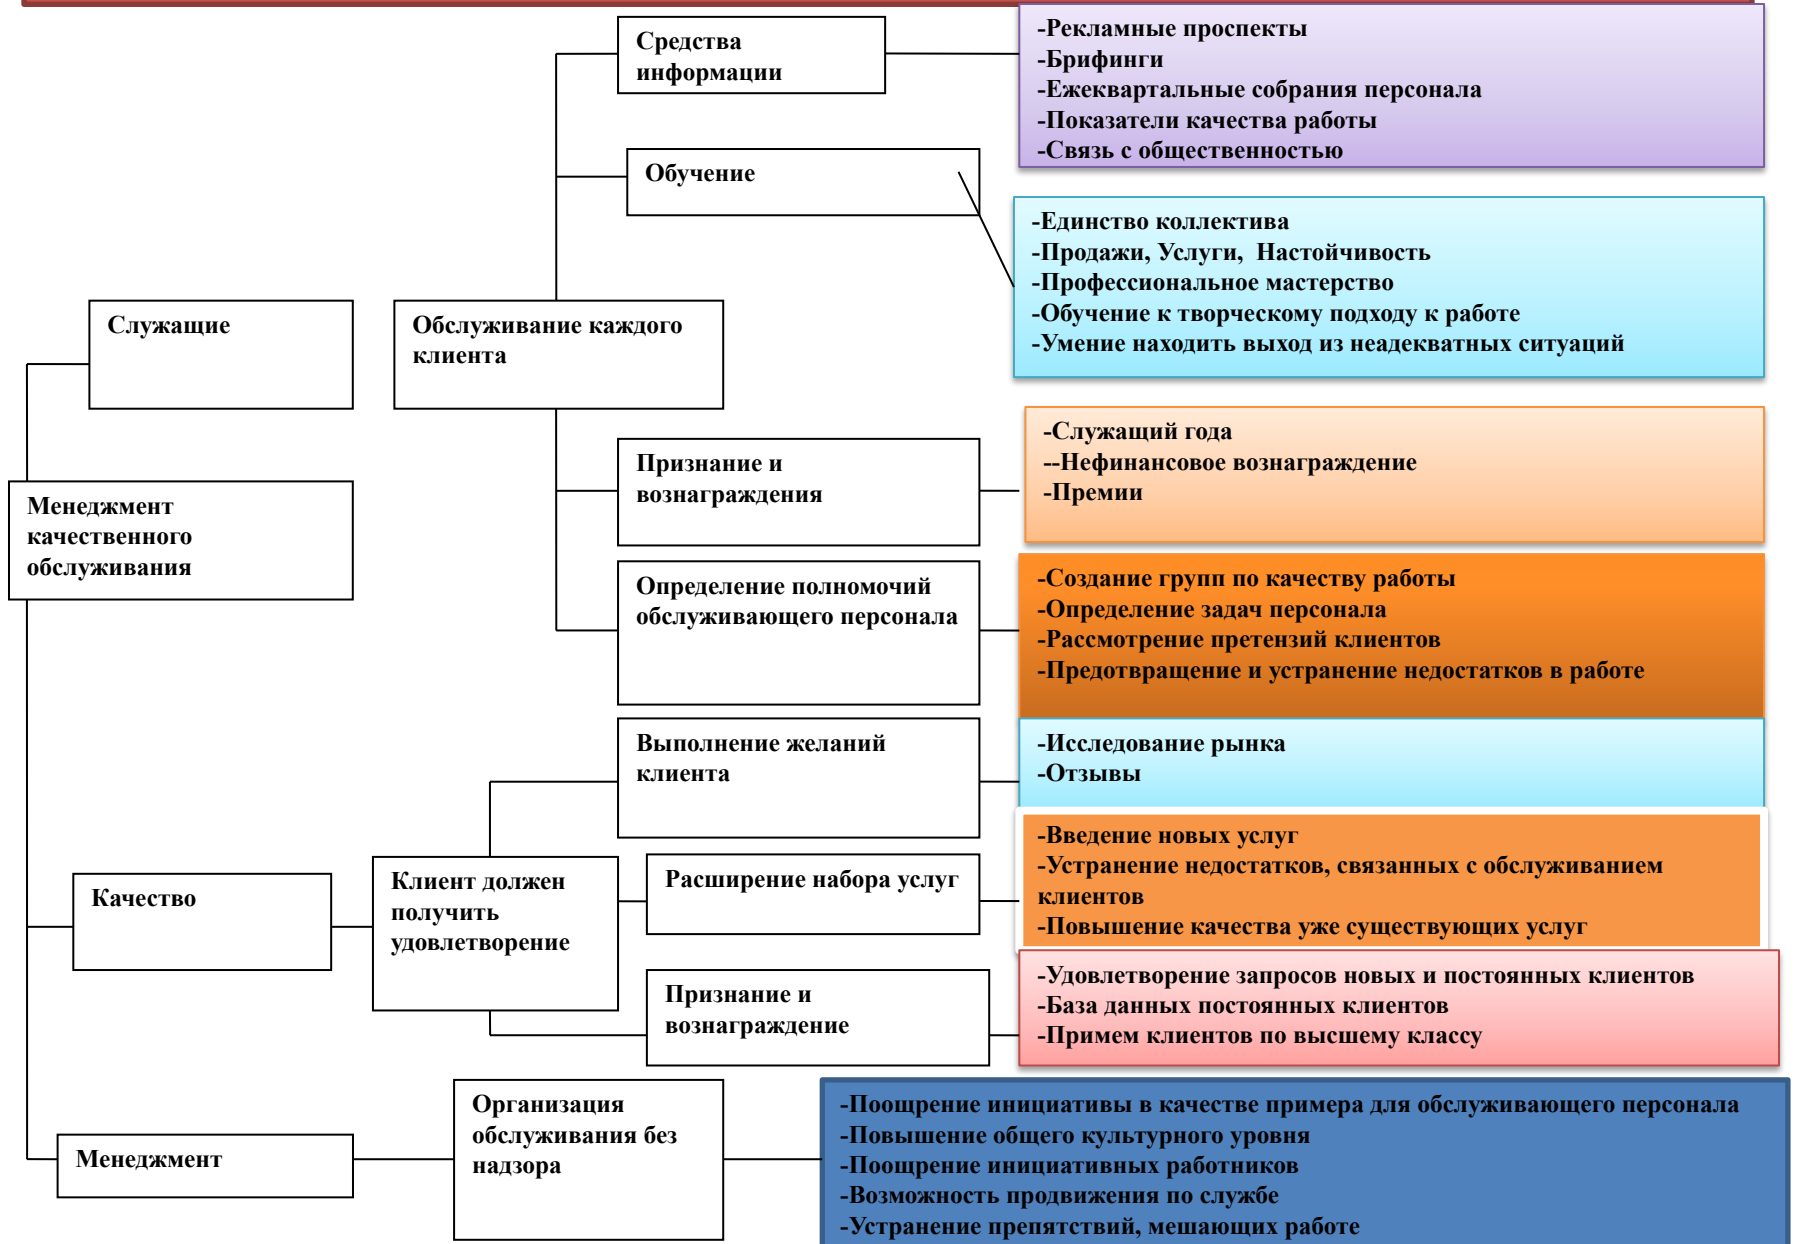 Средства
информации
-Рекламные проспекты
-Брифинги
-Ежеквартальные собрания персонала
-Показатели качества работы
-Связь с общественностью
Обучение
-Единство коллектива
-Продажи, Услуги,  Настойчивость
-Профессиональное мастерство
-Обучение к творческому подходу к работе
-Умение находить выход из неадекватных ситуаций
Служащие
Обслуживание каждого
клиента
Признание и
вознаграждения
-Служащий года
--Нефинансовое вознаграждение
-Премии
Менеджмент
качественного
обслуживания
Определение полномочий
обслуживающего персонала
-Создание групп по качеству работы
-Определение задач персонала
-Рассмотрение претензий клиентов
-Предотвращение и устранение недостатков в работе
Выполнение желаний
клиента
-Исследование рынка
-Отзывы
Качество
Клиент должен
получить
удовлетворение
Расширение набора услуг
-Введение новых услуг
-Устранение недостатков, связанных с обслуживанием
клиентов
-Повышение качества уже существующих услуг
Признание и
вознаграждение
-Удовлетворение запросов новых и постоянных клиентов
-База данных постоянных клиентов
-Примем клиентов по высшему классу
Менеджмент
Организация
обслуживания без
надзора
-Поощрение инициативы в качестве примера для обслуживающего персонала
-Повышение общего культурного уровня
-Поощрение инициативных работников
-Возможность продвижения по службе
-Устранение препятствий, мешающих работе